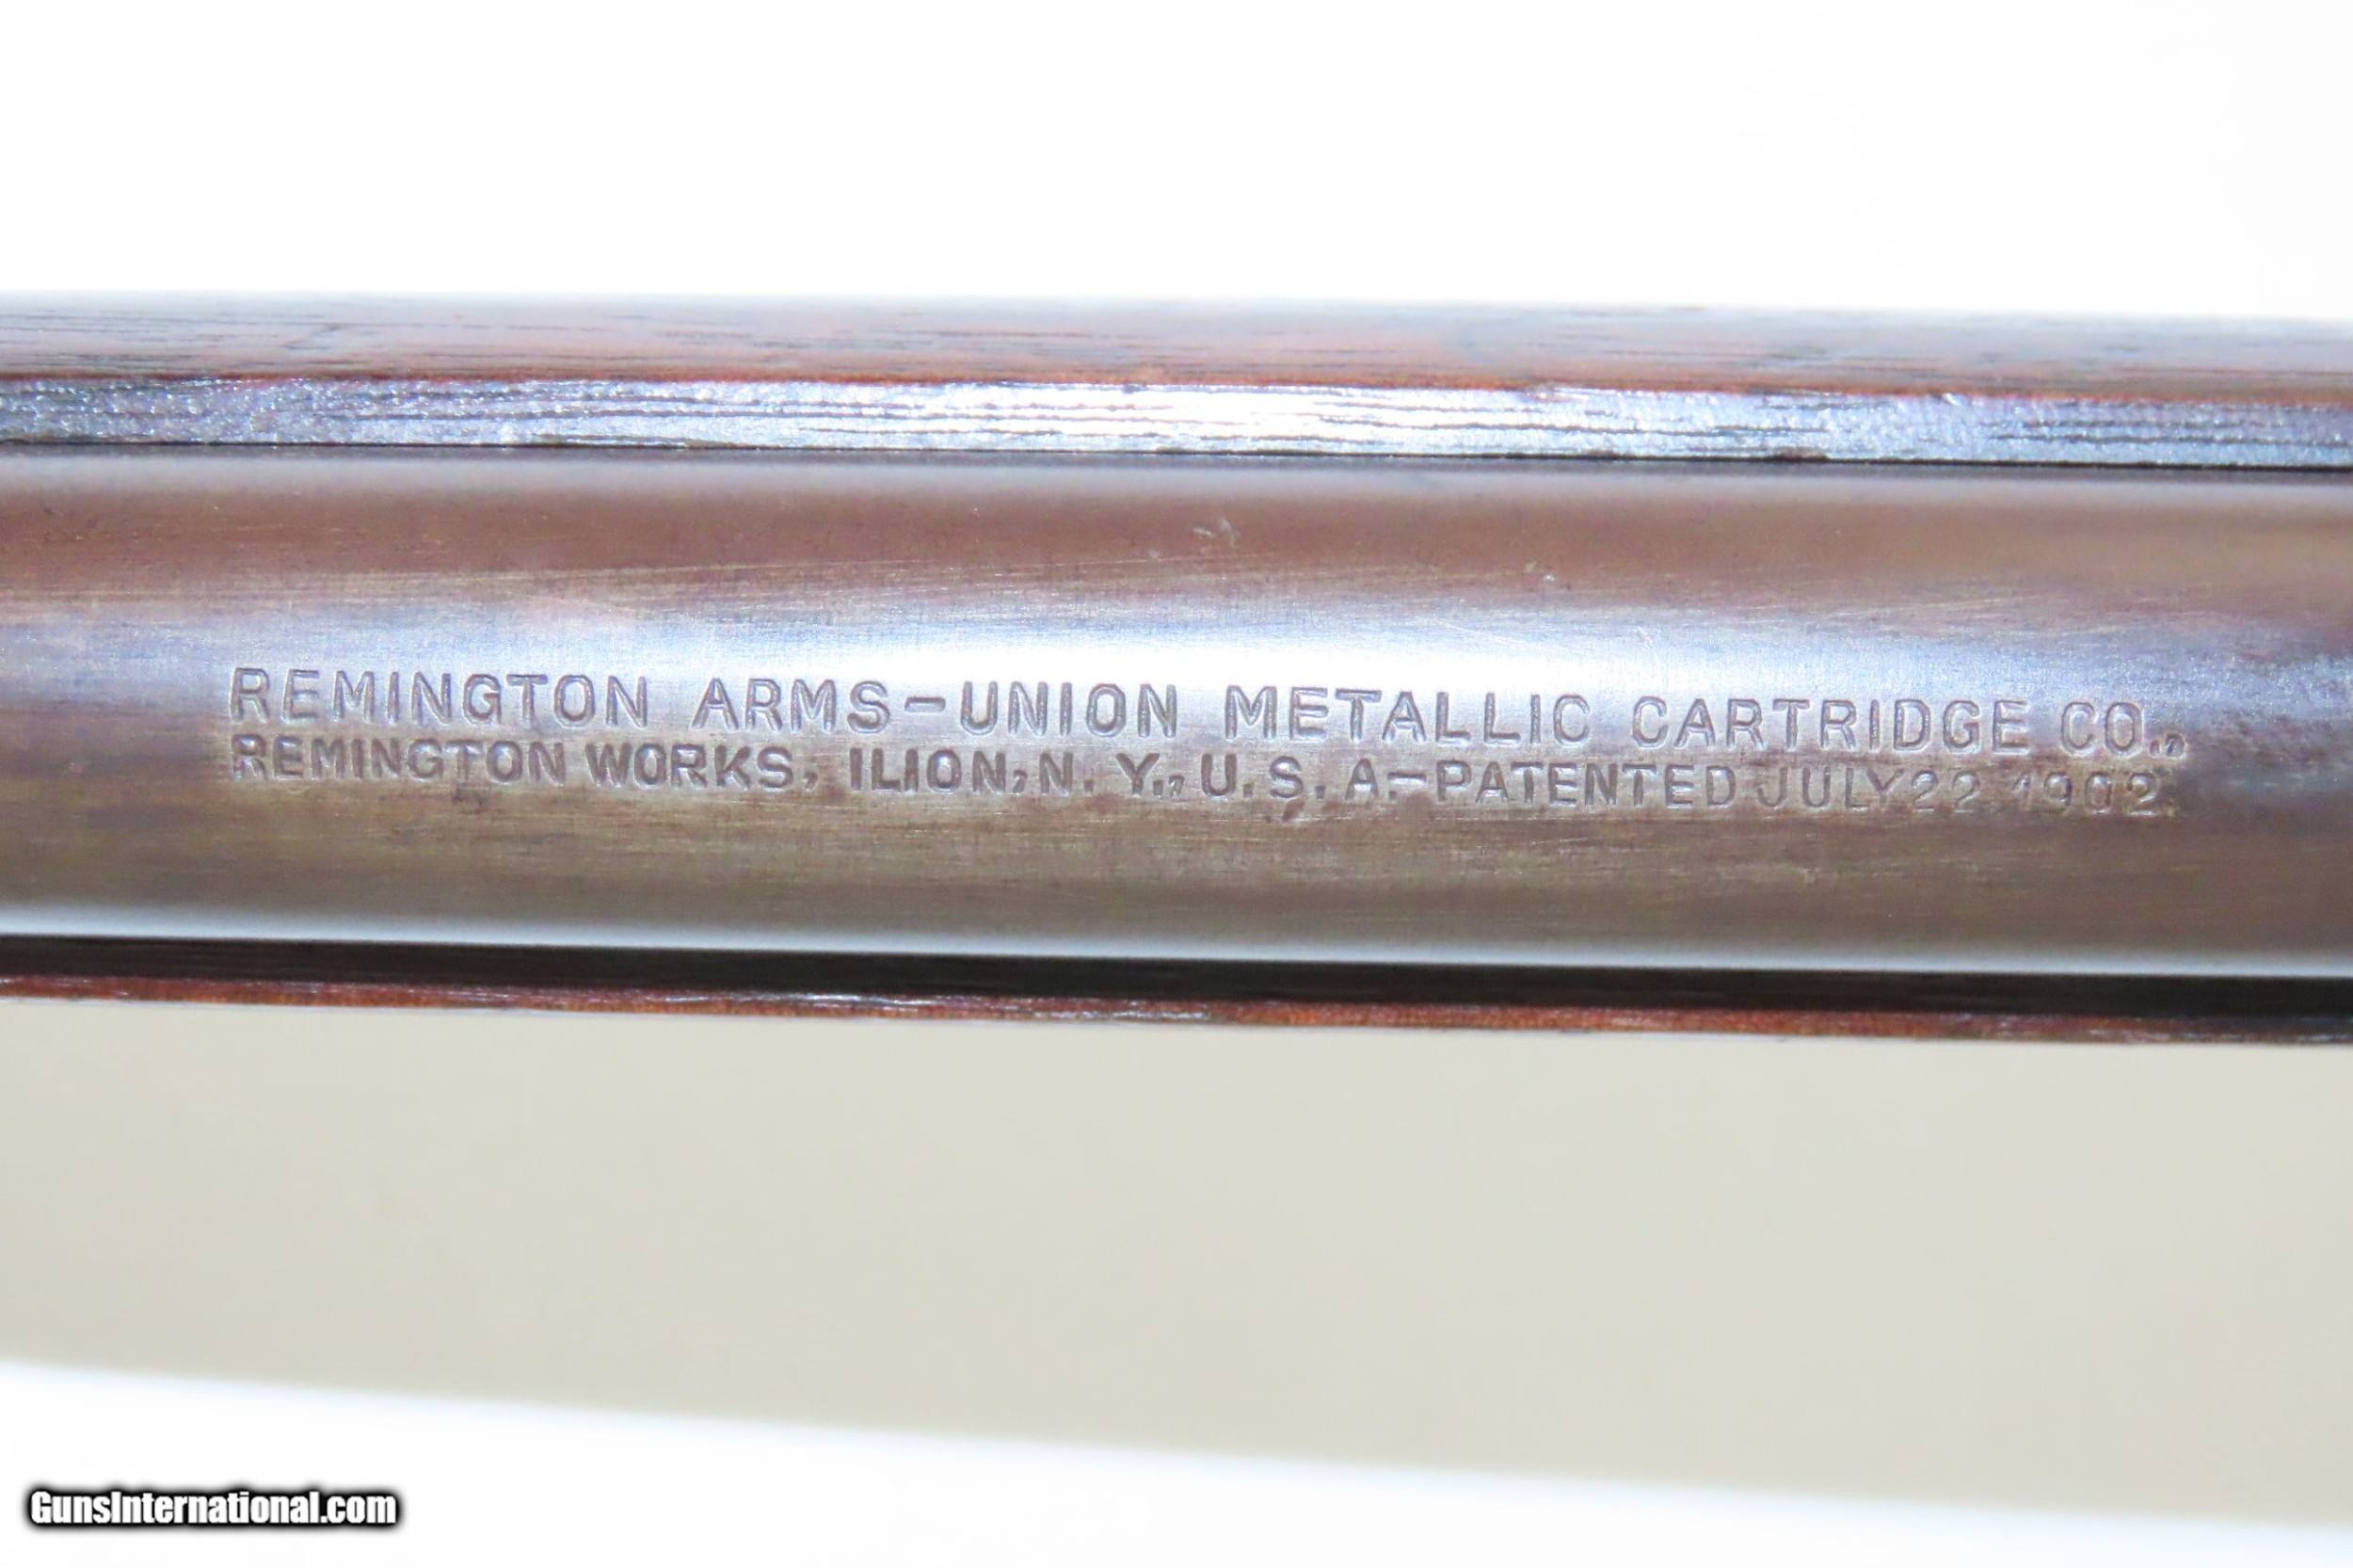 REMINGTON ARMS-UNION METALLIC CARTRIDGE CO.,
REMINGTON WORKS, ILION, N. Y., U. S. A.-PATENTED JULY 22 1902.
GunsInternational.com